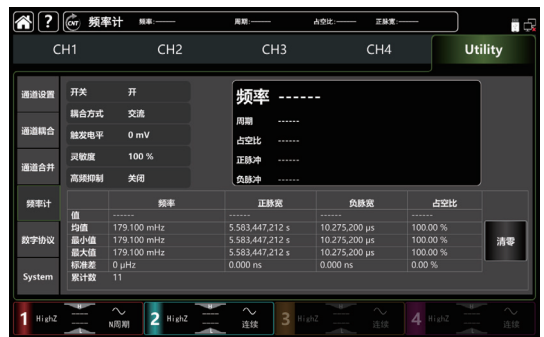 ? CNT 频率计 频率:—— 周期:—— 占空比:—— 正脉宽:——
CH1 CH2 CH3 CH4 Utility
通道设置
通道耦合
通道合并
频率计
数字协议
System
开关 开
耦合方式 交流
触发电平 0 mV
灵敏度 100 %
高频抑制 关闭
频率 ------
周期 ------
占空比 ------
正脉冲 ------
负脉冲 ------
频率 正脉宽 负脉宽 占空比
值 ------ ------ ------ ------
均值 179.100 mHz 5.583,447,212 s 10.275,200 µs 100.00 %
最小值 179.100 mHz 5.583,447,212 s 10.275,200 µs 100.00 %
最大值 179.100 mHz 5.583,447,212 s 10.275,200 µs 100.00 %
标准差 0 µHz 0.000 ns 0.000 ns 0.00 %
累计数 11
清零
1 HighZ N周期 2 HighZ 连续 3 HighZ 连续 4 HighZ 连续